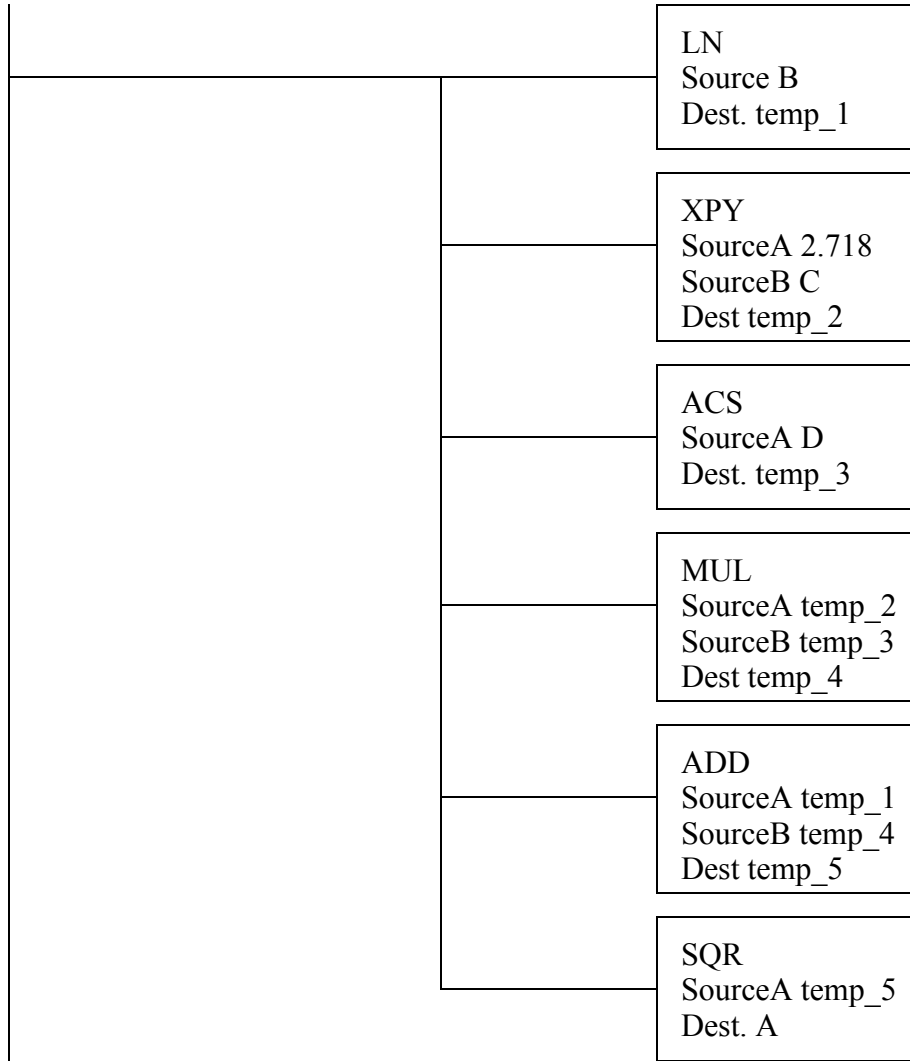 LN
Source B
Dest. temp_1
XPY
SourceA 2.718
SourceB C
Dest temp_2
ACS
SourceA D
Dest. temp_3
MUL
SourceA temp_2
SourceB temp_3
Dest temp_4
ADD
SourceA temp_1
SourceB temp_4
Dest temp_5
SQR
SourceA temp_5
Dest. A